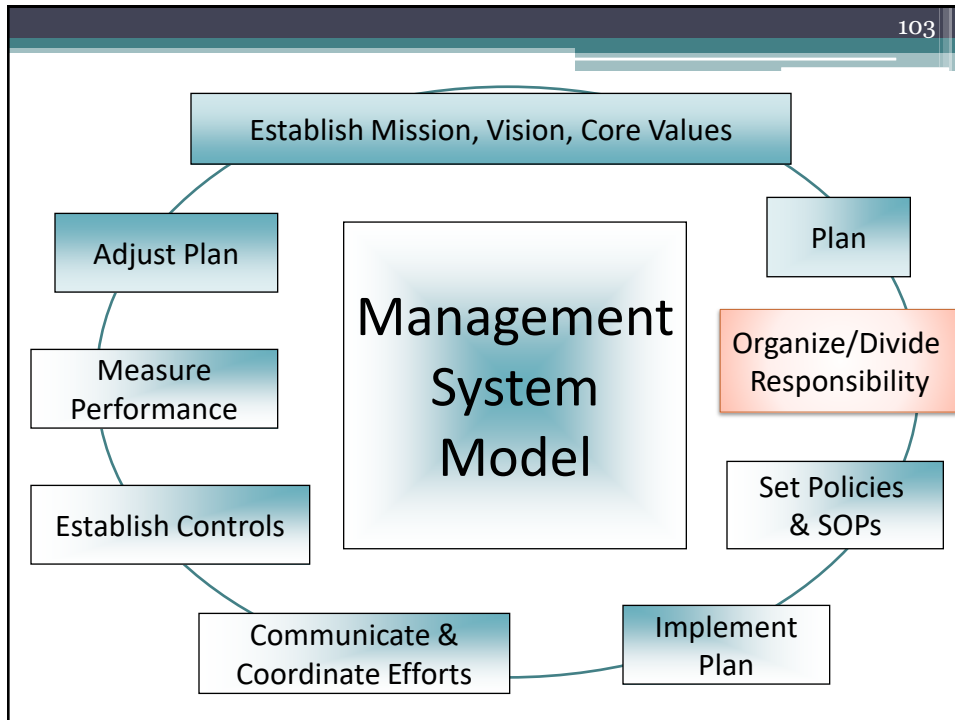 103
Establish Mission, Vision, Core Values
Plan
Organize/Divide
Responsibility
Set Policies
& SOPs
Implement
Plan
Communicate &
Coordinate Efforts
Establish Controls
Measure
Performance
Adjust Plan
Management
System
Model